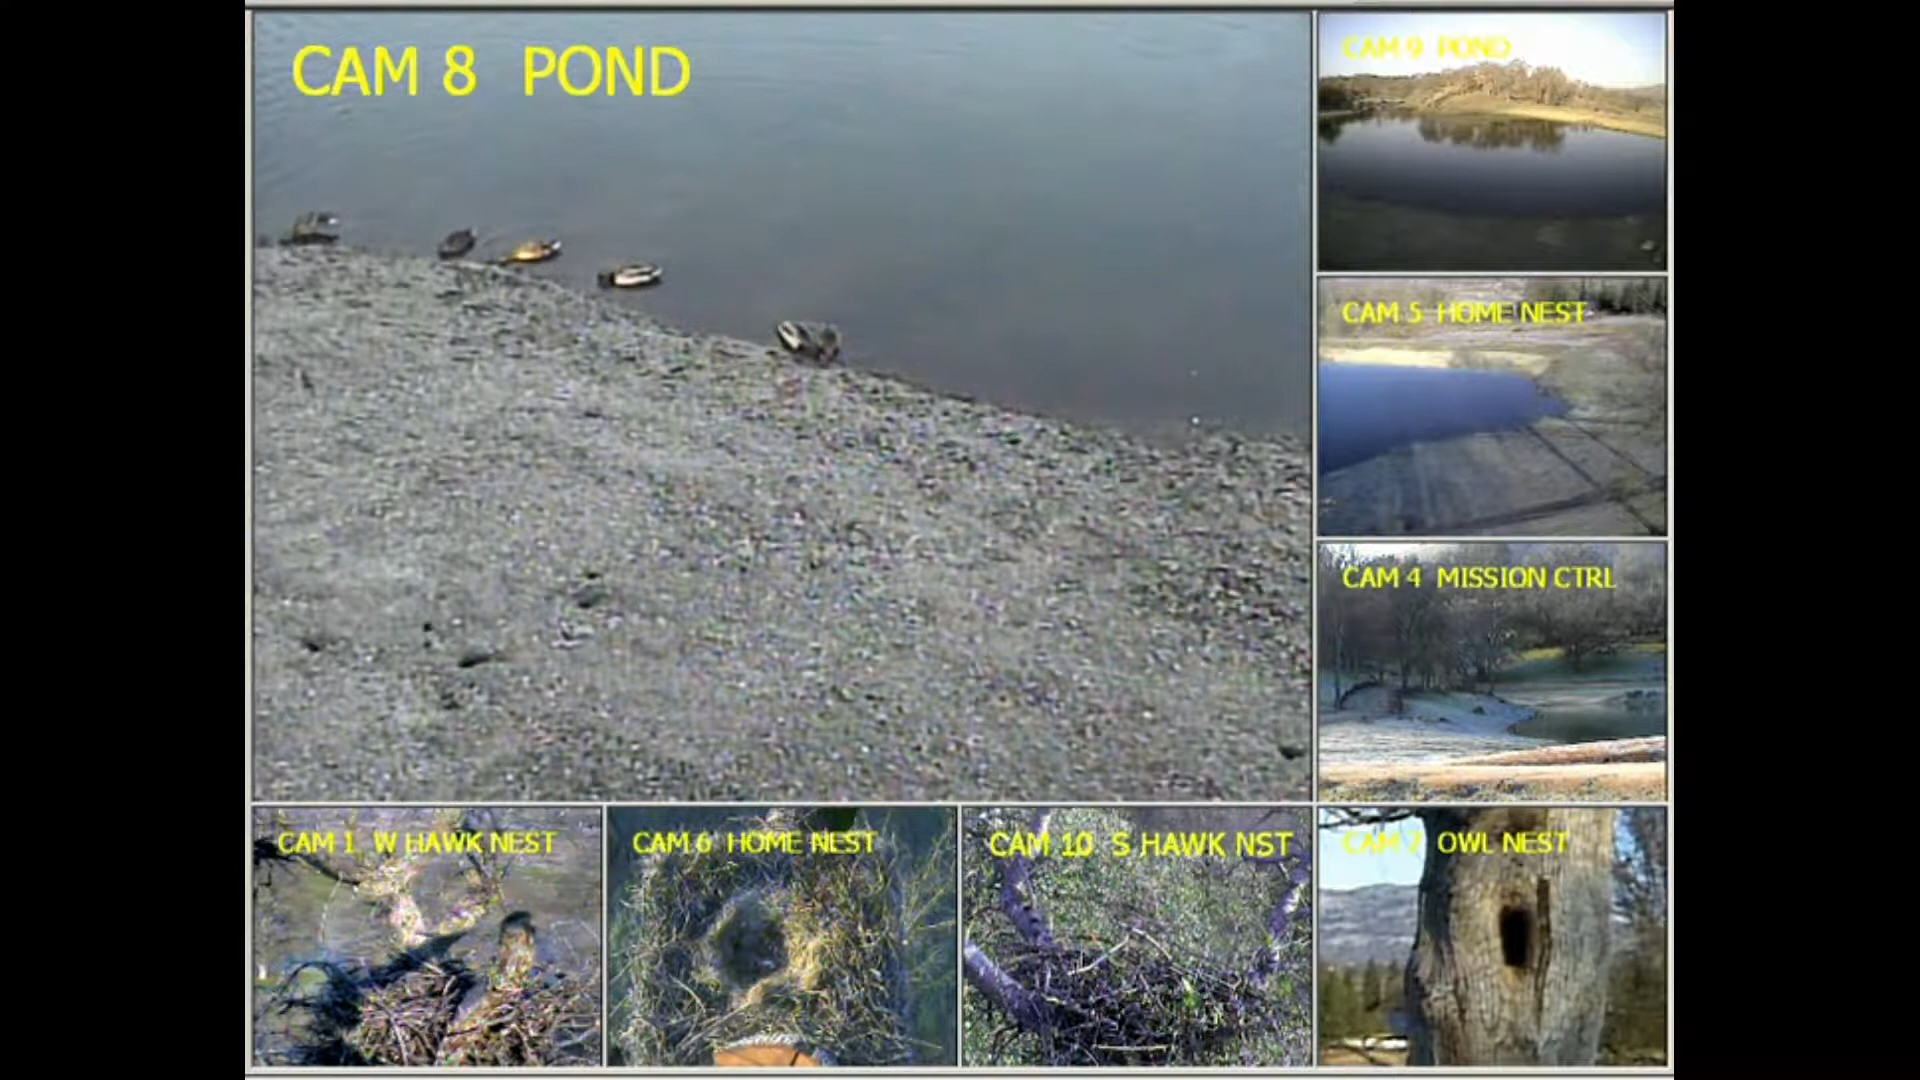 CAM 8 POND
CAM 9 POND
CAM 5 HOME NEST
CAM 4 MISSION CTRL
CAM 1 W HAWK NEST
CAM 6 HOME NEST
CAM 10 S HAWK NST
CAM 7 OWL NEST